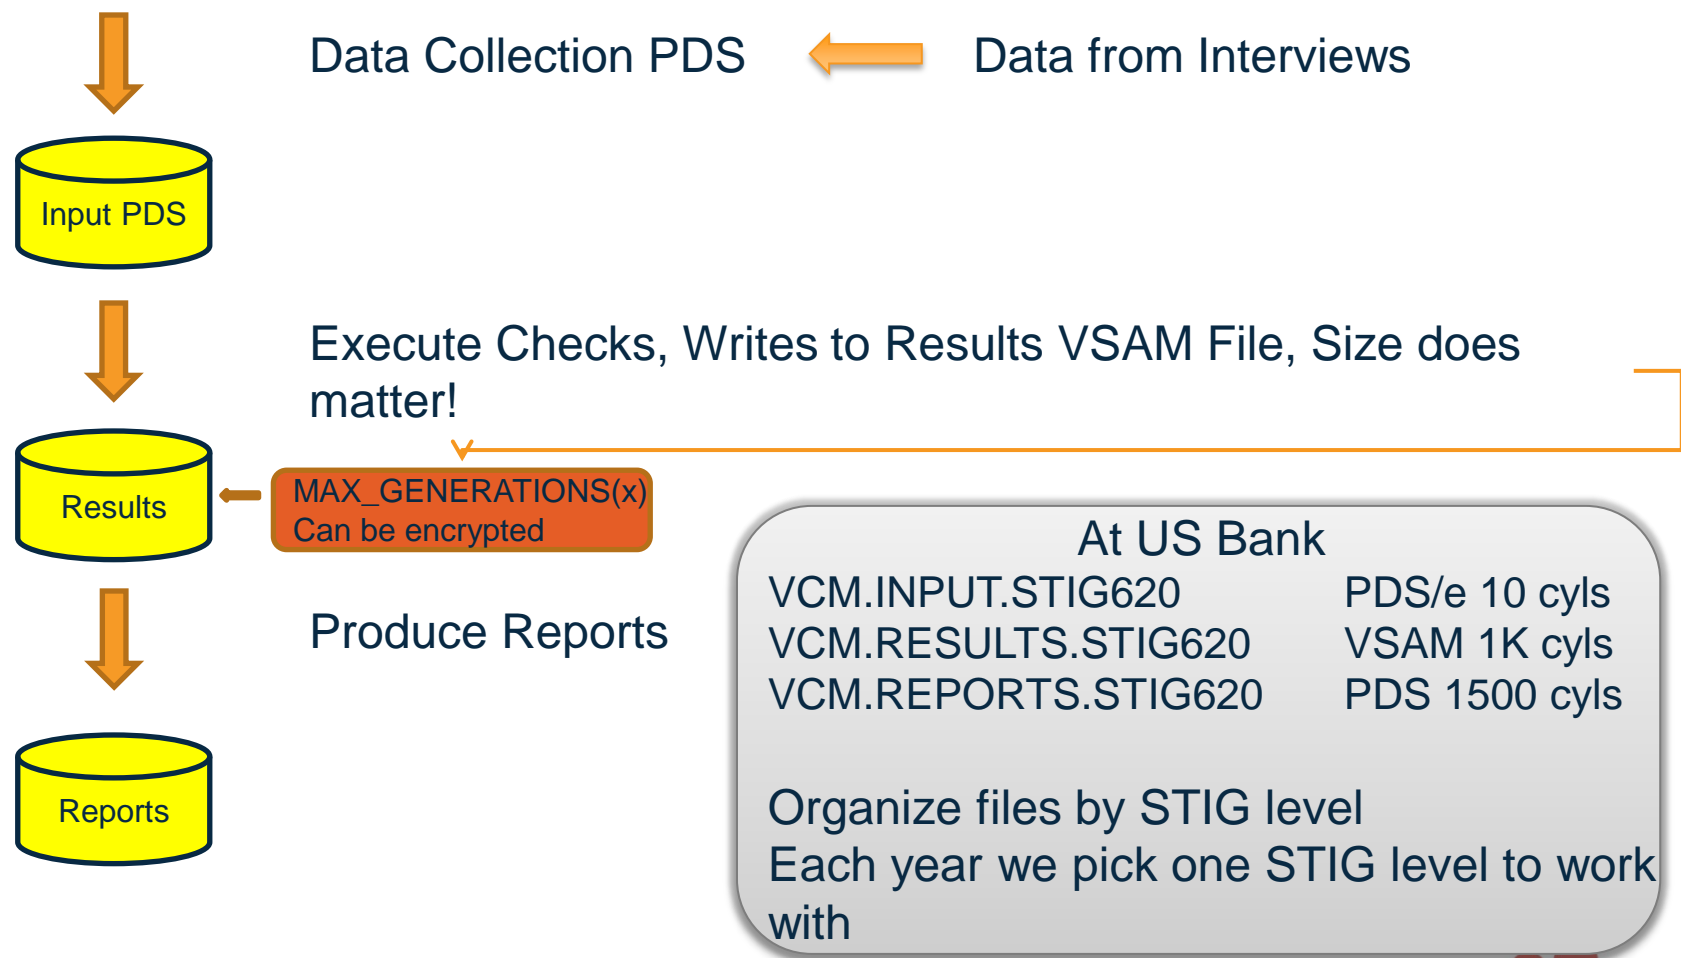 Data Collection PDS
Data from Interviews
Input PDS
Execute Checks, Writes to Results VSAM File, Size does
matter!
Results
MAX_GENERATIONS(x)
Can be encrypted
Produce Reports
Reports
At US Bank
VCM.INPUT.STIG620 PDS/e 10 cyls
VCM.RESULTS.STIG620 VSAM 1K cyls
VCM.REPORTS.STIG620 PDS 1500 cyls
Organize files by STIG level
Each year we pick one STIG level to work
with